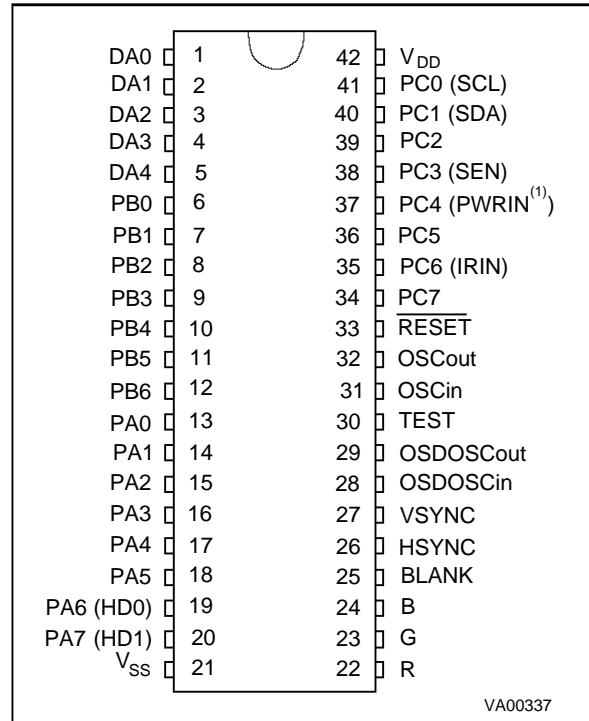 DA0 1 42 VDD
DA1 2 41 PC0 (SCL)
DA2 3 40 PC1 (SDA)
DA3 4 39 PC2
DA4 5 38 PC3 (SEN)
PB0 6 37 PC4 (PWRIN(1))
PB1 7 36 PC5
PB2 8 35 PC6 (IRIN)
PB3 9 34 PC7
PB4 10 33 RESET
PB5 11 32 OSCout
PB6 12 31 OSCin
PA0 13 30 TEST
PA1 14 29 OSDOSCout
PA2 15 28 OSDOSCin
PA3 16 27 VSYNC
PA4 17 26 HSYNC
PA5 18 25 BLANK
PA6 (HD0) 19 24 B
PA7 (HD1) 20 23 G
VSS 21 22 R
VA00337